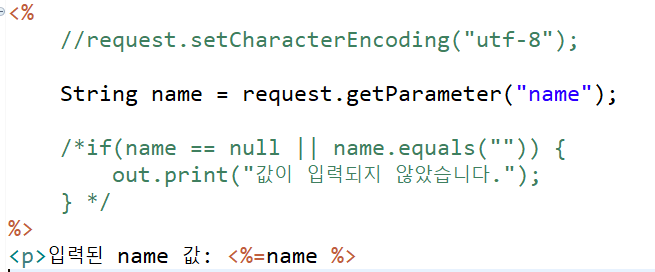 <%
//request.setCharacterEncoding("utf-8");
String name = request.getParameter("name");
/*if(name == null || name.equals("")) {
out.print("값이 입력되지 않았습니다.");
} */
%>
<p>입력된 name 값: <%=name %>